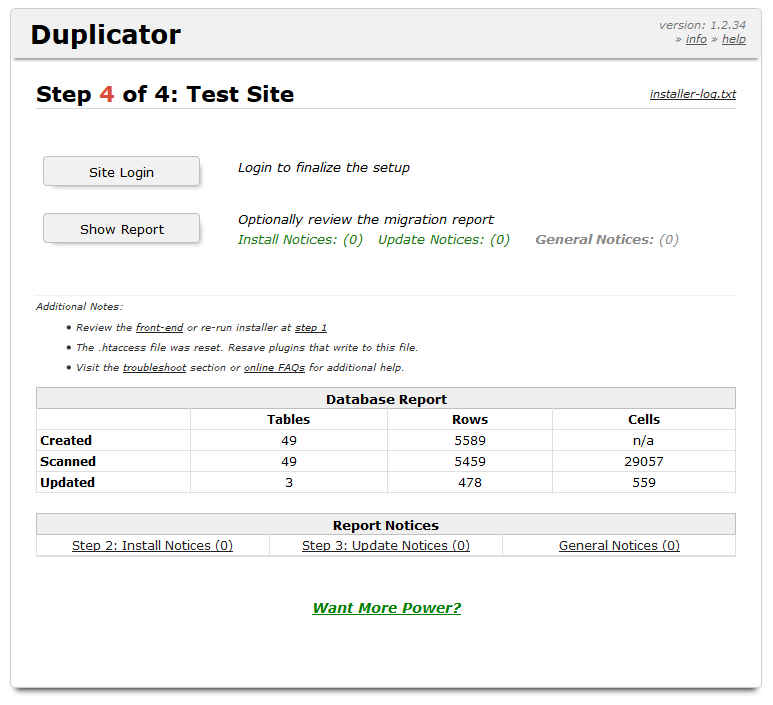 Duplicator
version: 1.2.34
» info » help
Step 4 of 4: Test Site
installer-log.txt
Site Login
Login to finalize the setup
Show Report
Optionally review the migration report
Install Notices: (0) Update Notices: (0) General Notices: (0)
Additional Notes:
• Review the front-end or re-run installer at step 1
• The .htaccess file was reset. Resave plugins that write to this file.
• Visit the troubleshoot section or online FAQs for additional help.
Database Report
Tables Rows Cells
Created 49 5589 n/a
Scanned 49 5459 29057
Updated 3 478 559
Report Notices
Step 2: Install Notices (0) Step 3: Update Notices (0) General Notices (0)
Want More Power?